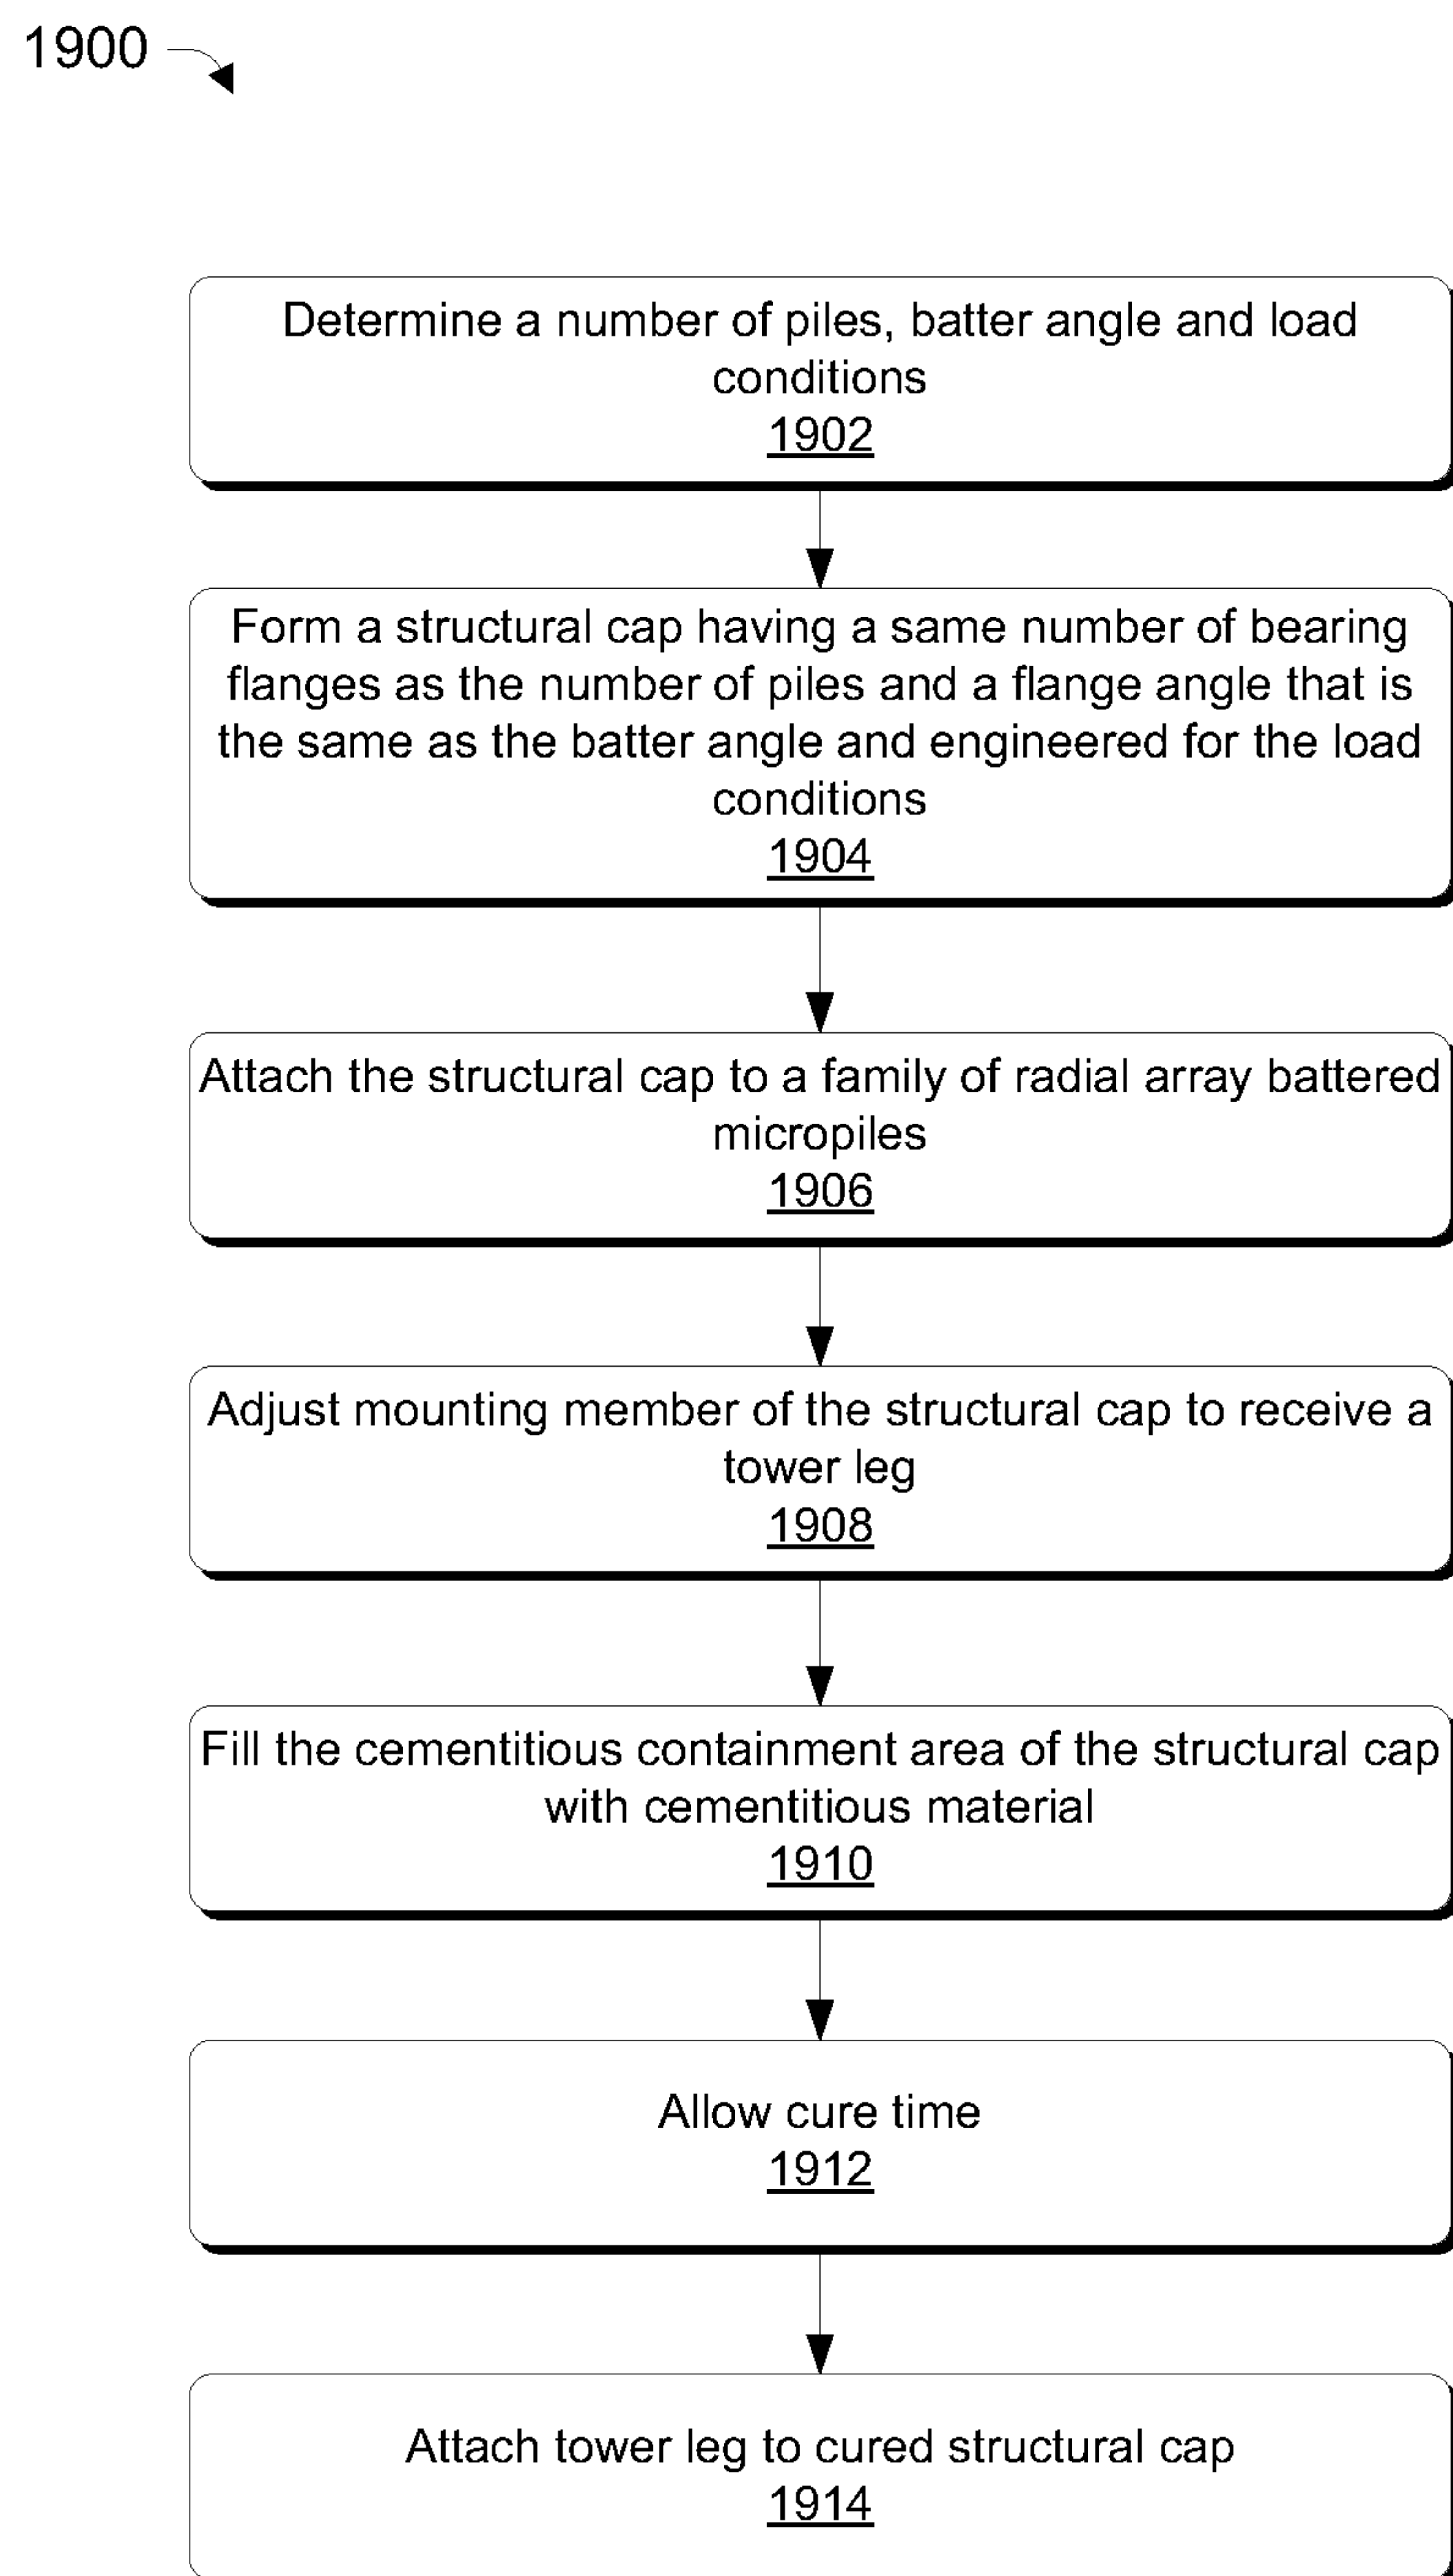 1900
Determine a number of piles, batter angle and load
conditions
1902
Form a structural cap having a same number of bearing
flanges as the number of piles and a flange angle that is
the same as the batter angle and engineered for the load
conditions
1904
Attach the structural cap to a family of radial array battered
micropiles
1906
Adjust mounting member of the structural cap to receive a
tower leg
1908
Fill the cementitious containment area of the structural cap
with cementitious material
1910
Allow cure time
1912
Attach tower leg to cured structural cap
1914